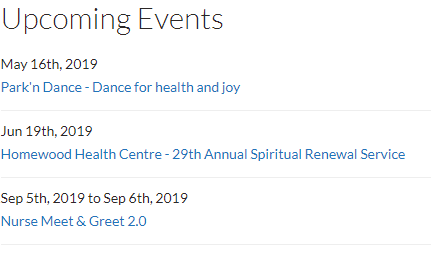 Upcoming Events
May 16th, 2019
Park'n Dance - Dance for health and joy
Jun 19th, 2019
Homewood Health Centre - 29th Annual Spiritual Renewal Service
Sep 5th, 2019 to Sep 6th, 2019
Nurse Meet & Greet 2.0